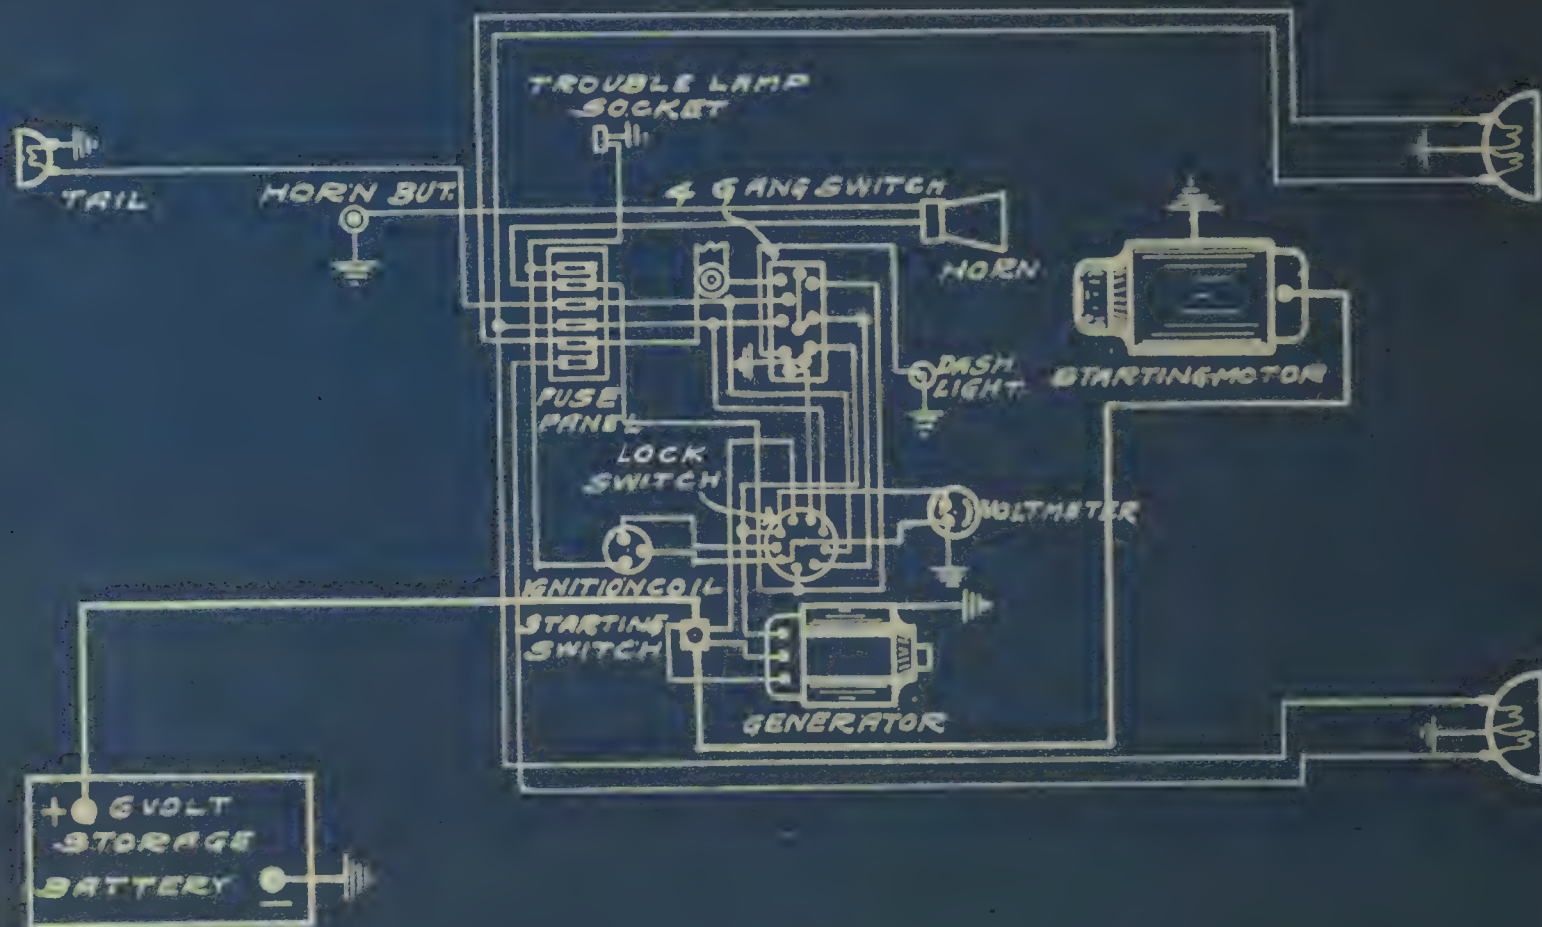 TROUBLE LAMP
SOCKET
TAIL
HORN BUT.
4 GANG SWITCH
HORN
DASH
LIGHT
STARTING MOTOR
FUSE
PANEL
LOCK
SWITCH
VOLTMETER
IGNITION COIL
STARTING
SWITCH
GENERATOR
+ 6 VOLT
STORAGE
BATTERY
-